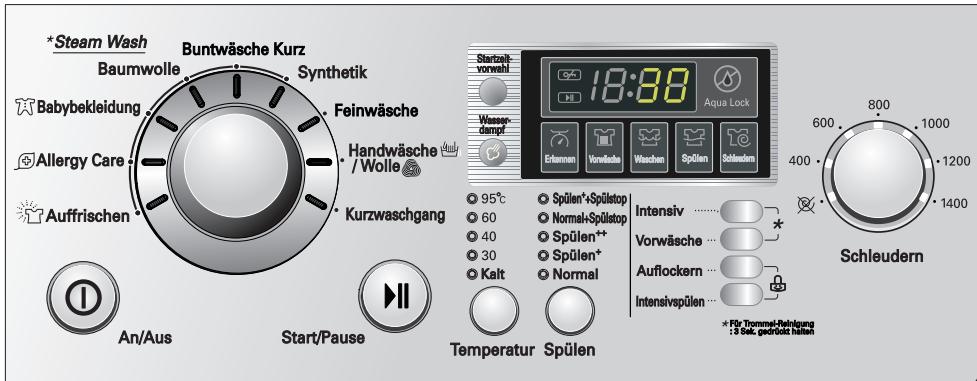 *Steam Wash
Buntwäsche Kurz
Baumwolle
Synthetik
Babybekleidung
Feinwäsche
Allergy Care
Handwäsche
/ Wolle
Auffrischen
Kurzwaschgang
An/Aus
Start/Pause
Startzeit-
vorwahl
Wasser-
dampf
18:30
Aqua Lock
Erkennen
Vorwäsche
Waschen
Spülen
Schleudern
95°C
60
40
30
Kalt
Temperatur
Spülen⁺+Spülstop
Normal+Spülstop
Spülen⁺⁺
Spülen⁺
Normal
Spülen
Intensiv
Vorwäsche
*
Auflockern
Intensivspülen
*Für Trommel-Reinigung
: 3 Sek. gedrückt halten
400
600
800
1000
1200
1400
Schleudern